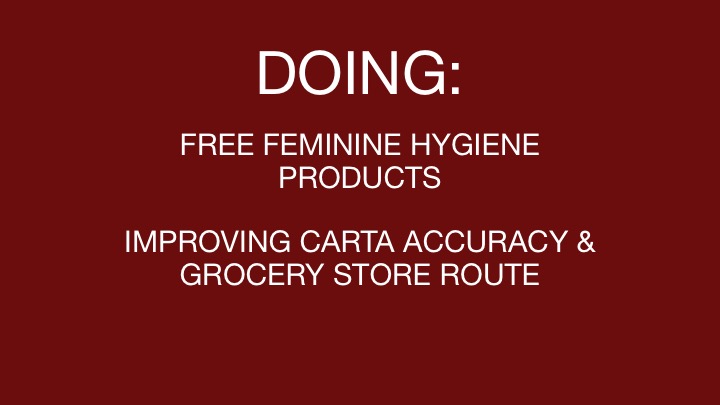 DOING:
FREE FEMININE HYGIENE
PRODUCTS
IMPROVING CARTA ACCURACY &
GROCERY STORE ROUTE